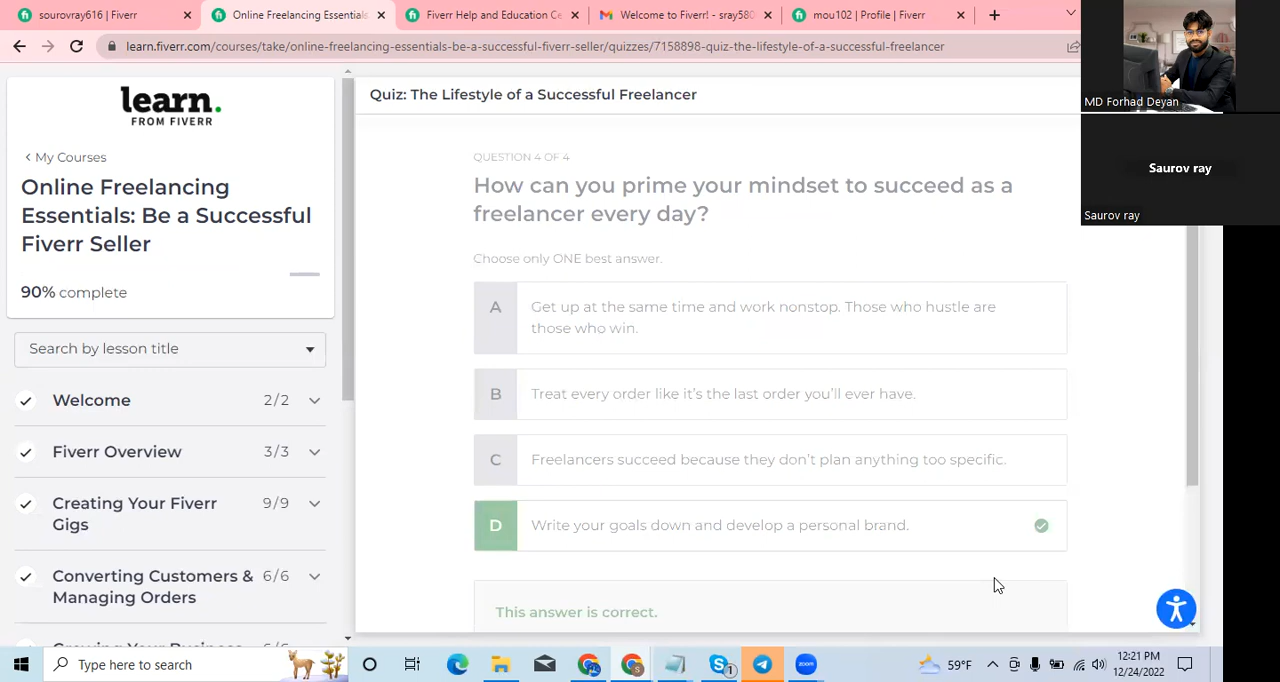 sourovray616 | Fiverr
Online Freelancing Essentials
Fiverr Help and Education Ce
Welcome to Fiverr! - sray580
mou102 | Profile | Fiverr
learn.fiverr.com/courses/take/online-freelancing-essentials-be-a-successful-fiverr-seller/quizzes/7158898-quiz-the-lifestyle-of-a-successful-freelancer
MD Forhad Deyan
Saurov ray
Saurov ray
learn.
FROM FIVERR
< My Courses
Online Freelancing
Essentials: Be a Successful
Fiverr Seller
90% complete
Search by lesson title
Welcome 2/2
Fiverr Overview 3/3
Creating Your Fiverr 9/9
Gigs
Converting Customers & 6/6
Managing Orders
Quiz: The Lifestyle of a Successful Freelancer
QUESTION 4 OF 4
How can you prime your mindset to succeed as a
freelancer every day?
Choose only ONE best answer.
A Get up at the same time and work nonstop. Those who hustle are
those who win.
B Treat every order like it's the last order you'll ever have.
C Freelancers succeed because they don't plan anything too specific.
D Write your goals down and develop a personal brand.
This answer is correct.
Type here to search
zoom
1
59°F
12:21 PM
12/24/2022